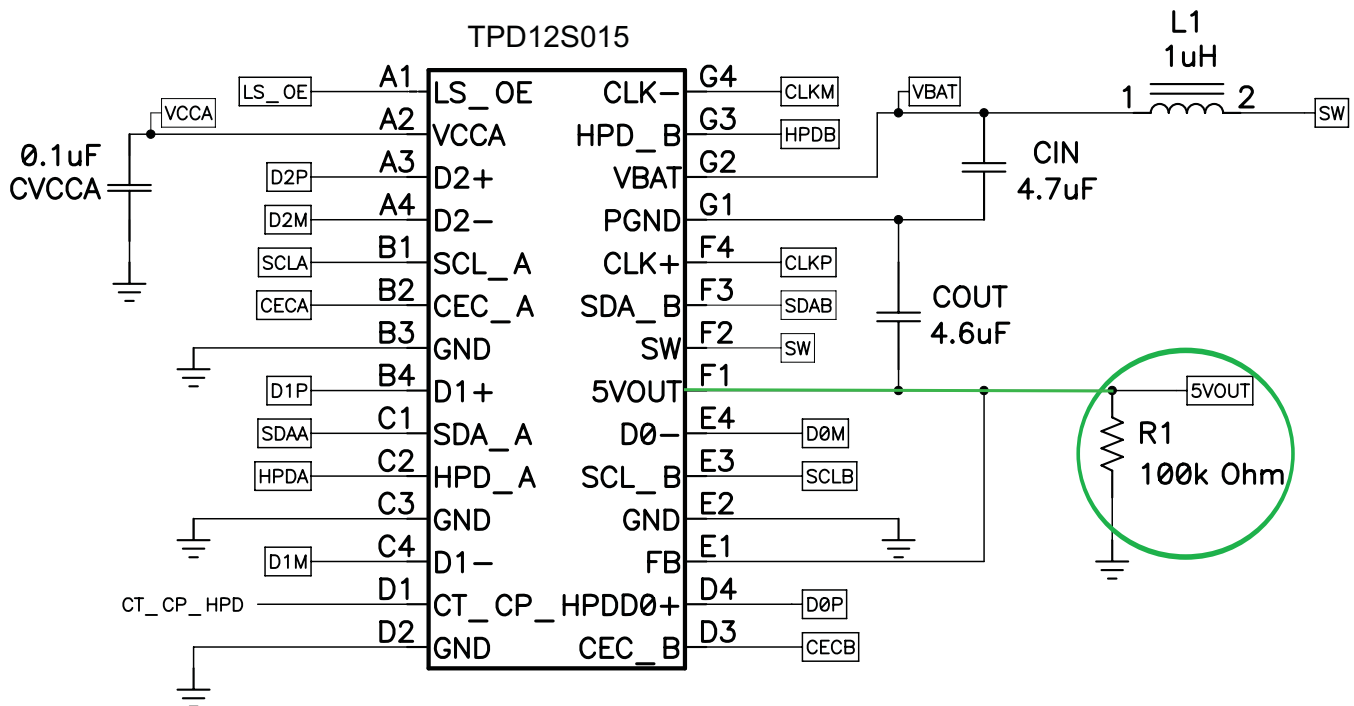 TPD12S015
L1
1uH
LS_OE
A1
LS_OE
CLK-
G4
CLKM
VBAT
1
2
SW
VCCA
A2
VCCA
HPD_B
G3
HPDB
0.1uF
CVCCA
A3
D2P
D2+
VBAT
G2
CIN
4.7uF
A4
D2M
D2-
PGND
G1
B1
SCLA
SCL_A
CLK+
F4
CLKP
B2
CECA
CEC_A
SDA_B
F3
SDAB
COUT
4.6uF
B3
GND
SW
F2
SW
B4
D1P
D1+
5VOUT
F1
5VOUT
C1
SDAA
SDA_A
D0-
E4
D0M
R1
100k Ohm
C2
HPDA
HPD_A
SCL_B
E3
SCLB
C3
GND
GND
E2
C4
D1M
D1-
FB
E1
CT_CP_HPD
D1
CT_CP_HPDD0+
D4
D0P
D2
GND
CEC_B
D3
CECB